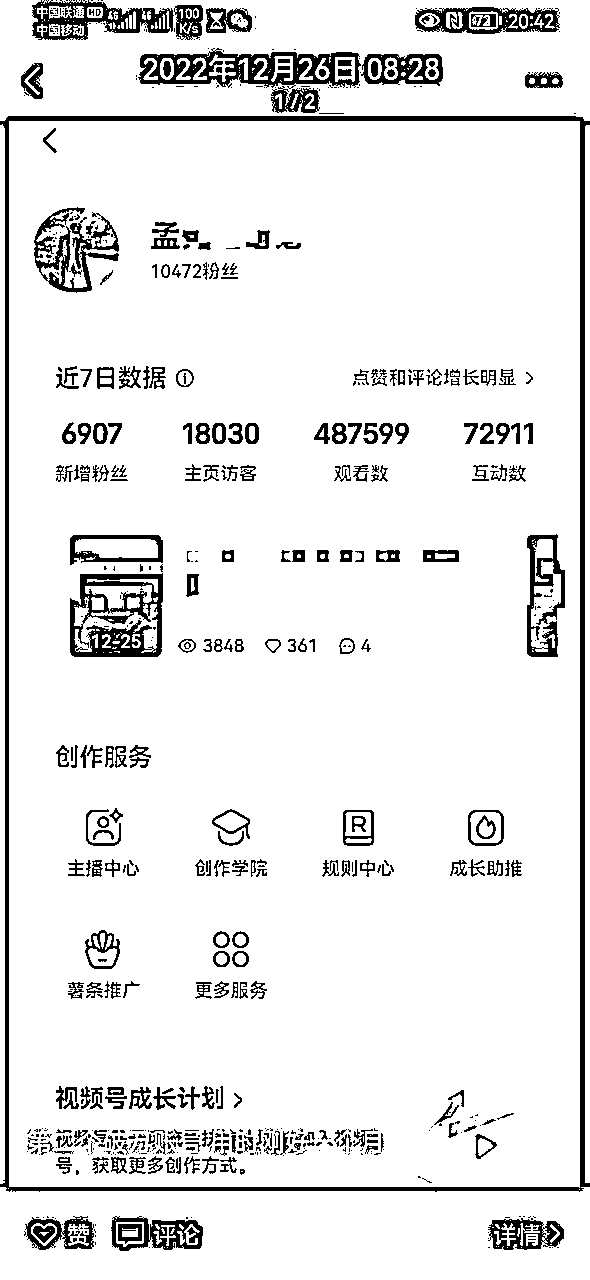 中国联通 HD 4G 4G 100 K/s 72 20:42
中国移动
2022年12月26日 08:28
1/2
孟
10472粉丝
近7日数据 点赞和评论增长明显
6907 18030 487599 72911
新增粉丝 主页访客 观看数 互动数
12-25 3848 361 4
创作服务
主播中心 创作学院 规则中心 成长助推
薯条推广 更多服务
视频号成长计划
号，获取更多创作方式。
赞 评论 详情